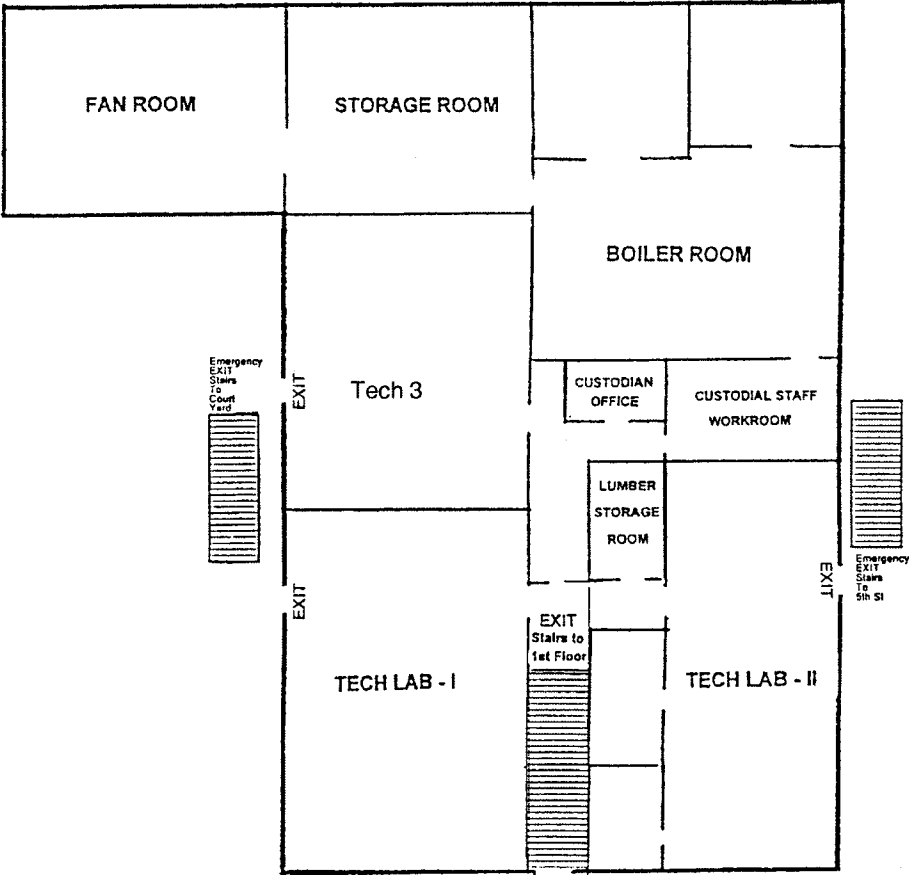 FAN ROOM
STORAGE ROOM
BOILER ROOM
Emergency
EXIT
Stairs
To
Court
Yard
EXIT
Tech 3
CUSTODIAN
OFFICE
CUSTODIAL STAFF
WORKROOM
LUMBER
STORAGE
ROOM
EXIT
Emergency
EXIT
Stairs
To
5th St
EXIT
EXIT
Stairs to
1st Floor
TECH LAB - I
TECH LAB - II